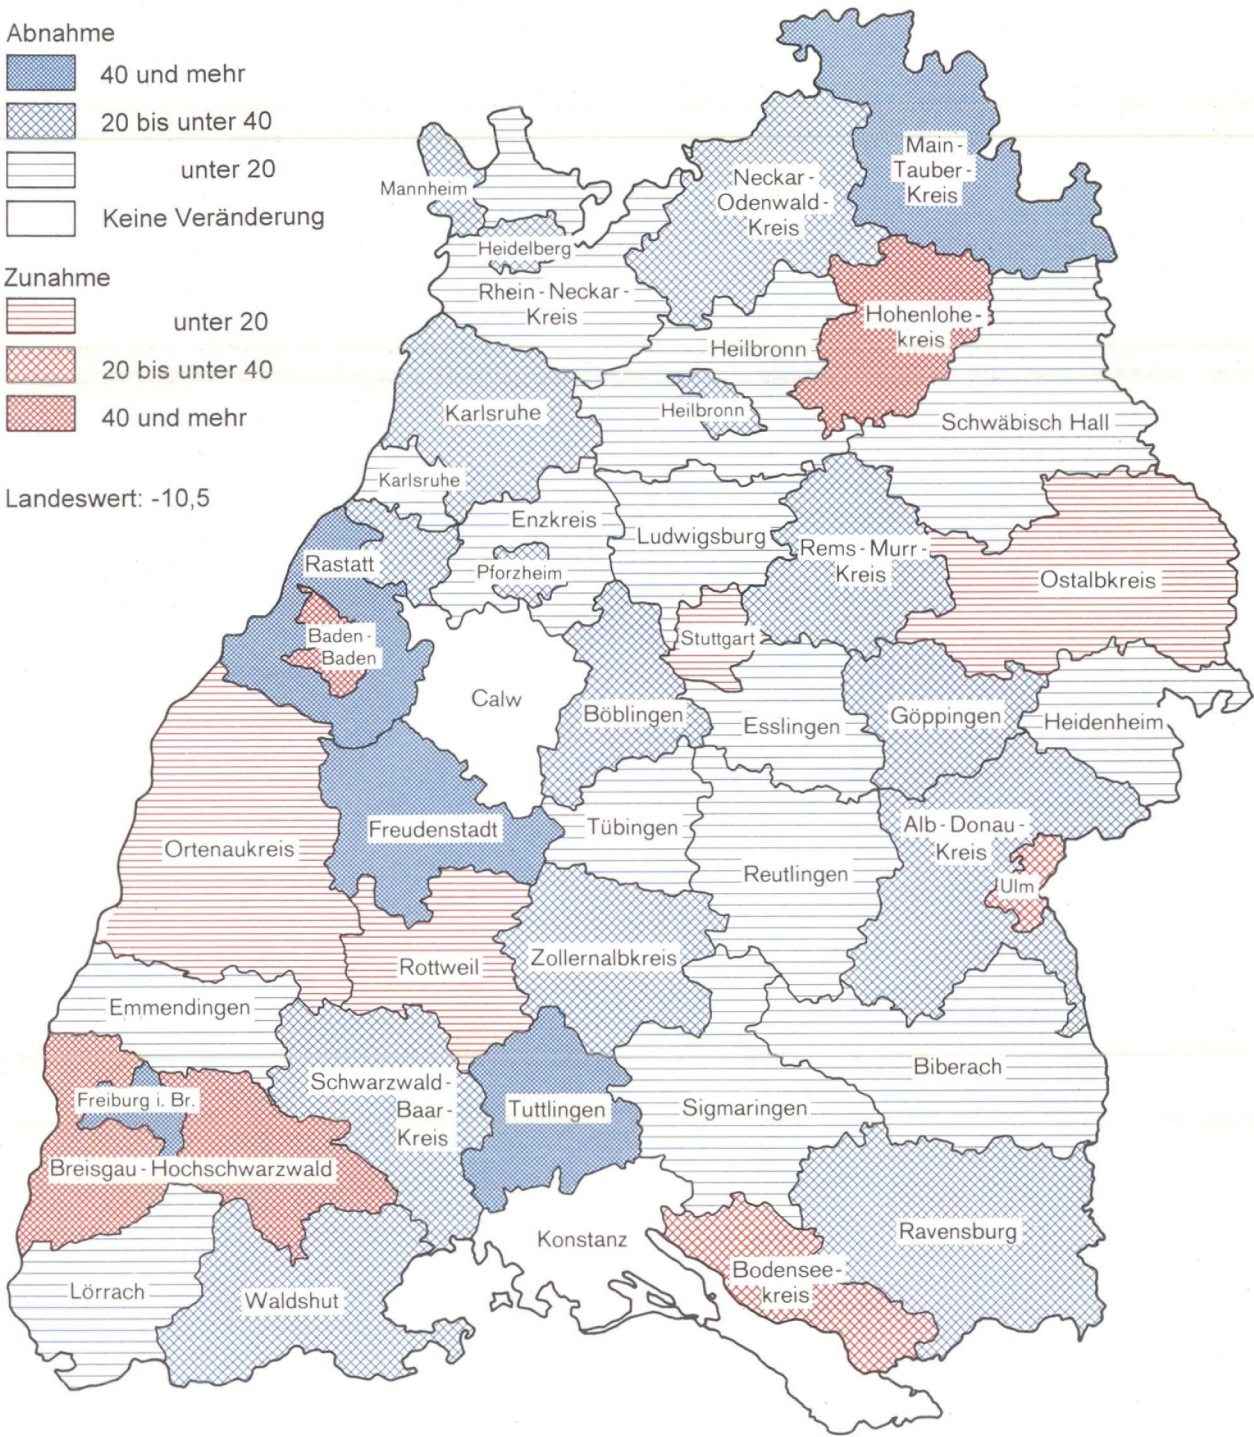 Abnahme
40 und mehr
20 bis unter 40
unter 20
Keine Veränderung
Zunahme
unter 20
20 bis unter 40
40 und mehr
Landeswert: -10,5
Main-
Tauber-
Kreis
Neckar-
Odenwald-
Kreis
Mannheim
Heidelberg
Rhein-Neckar-
Kreis
Hohenlohe-
kreis
Heilbronn
Heilbronn
Karlsruhe
Schwäbisch Hall
Karlsruhe
Enzkreis
Ludwigsburg
Rems-Murr-
Kreis
Rastatt
Pforzheim
Ostalbkreis
Baden-
Baden
Stuttgart
Calw
Böblingen
Esslingen
Göppingen
Heidenheim
Freudenstadt
Tübingen
Alb-Donau-
Kreis
Ortenaukreis
Reutlingen
Ulm
Rottweil
Zollernalbkreis
Emmendingen
Biberach
Schwarzwald-
Baar-
Kreis
Freiburg i. Br.
Tuttlingen
Sigmaringen
Breisgau-Hochschwarzwald
Konstanz
Ravensburg
Bodensee-
kreis
Lörrach
Waldshut